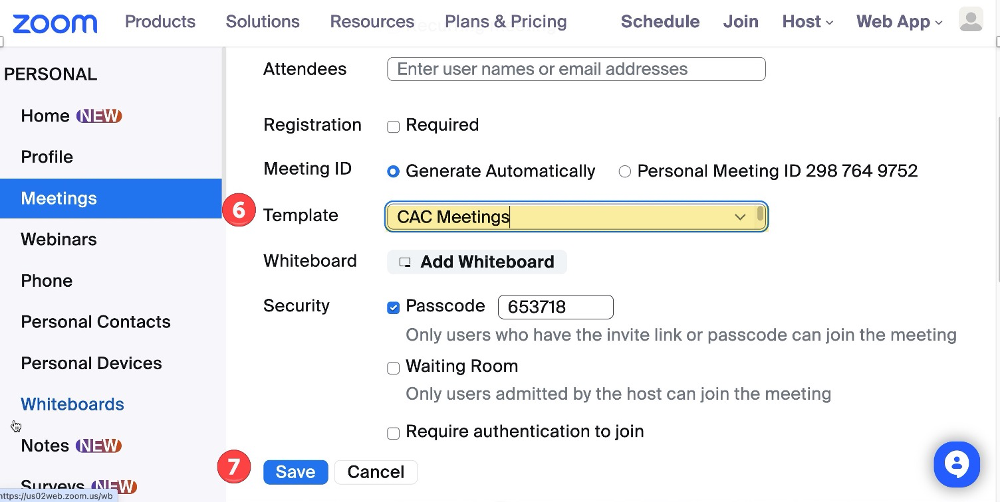 zoom Products Solutions Resources Plans & Pricing Schedule Join Host Web App
PERSONAL
Home NEW
Profile
Meetings
Webinars
Phone
Personal Contacts
Personal Devices
Whiteboards
Notes NEW
Surveys NEW
https://us02web.zoom.us/wb
Attendees Enter user names or email addresses
Registration Required
Meeting ID Generate Automatically Personal Meeting ID 298 764 9752
6 Template CAC Meetings
Whiteboard Add Whiteboard
Security Passcode 653718
Only users who have the invite link or passcode can join the meeting
Waiting Room
Only users admitted by the host can join the meeting
Require authentication to join
7 Save Cancel